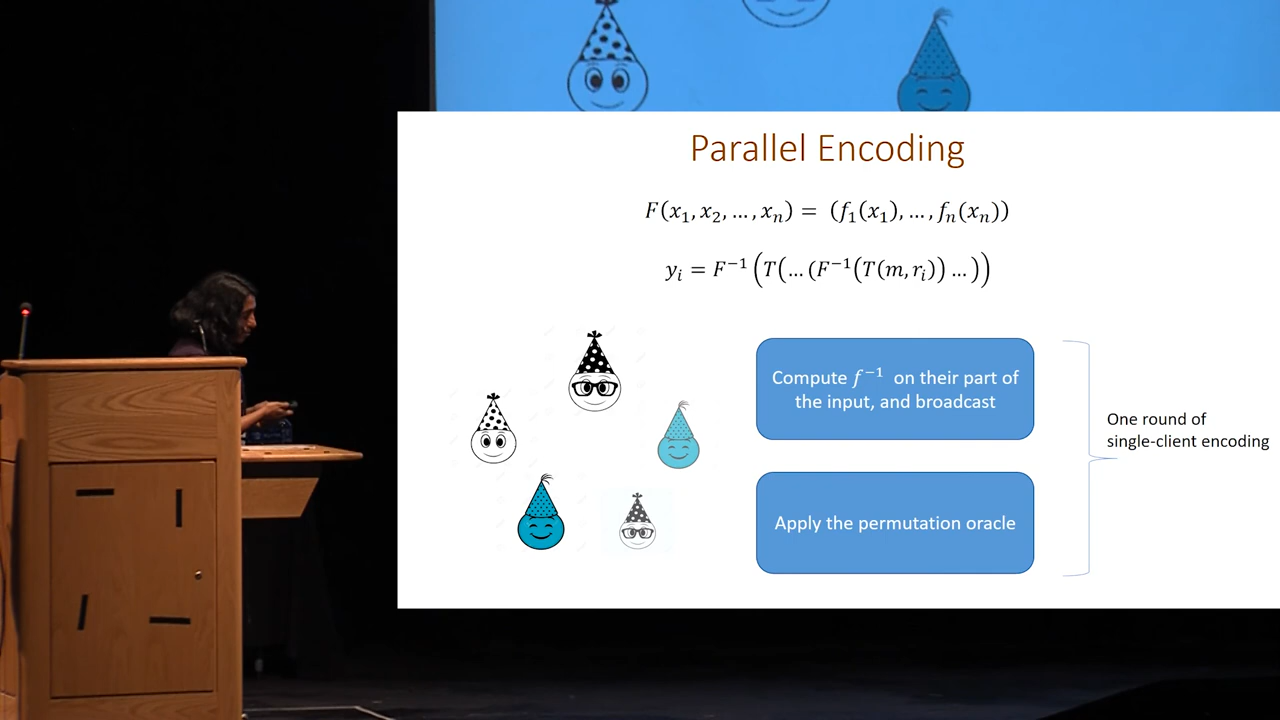 Parallel Encoding
F(x₁, x₂, …, xₙ) = (f₁(x₁), …, fₙ(xₙ))
yᵢ = F⁻¹(T(…(F⁻¹(T(m, rᵢ))…))
Compute f⁻¹ on their part of
the input, and broadcast
Apply the permutation oracle
One round of
single-client encoding